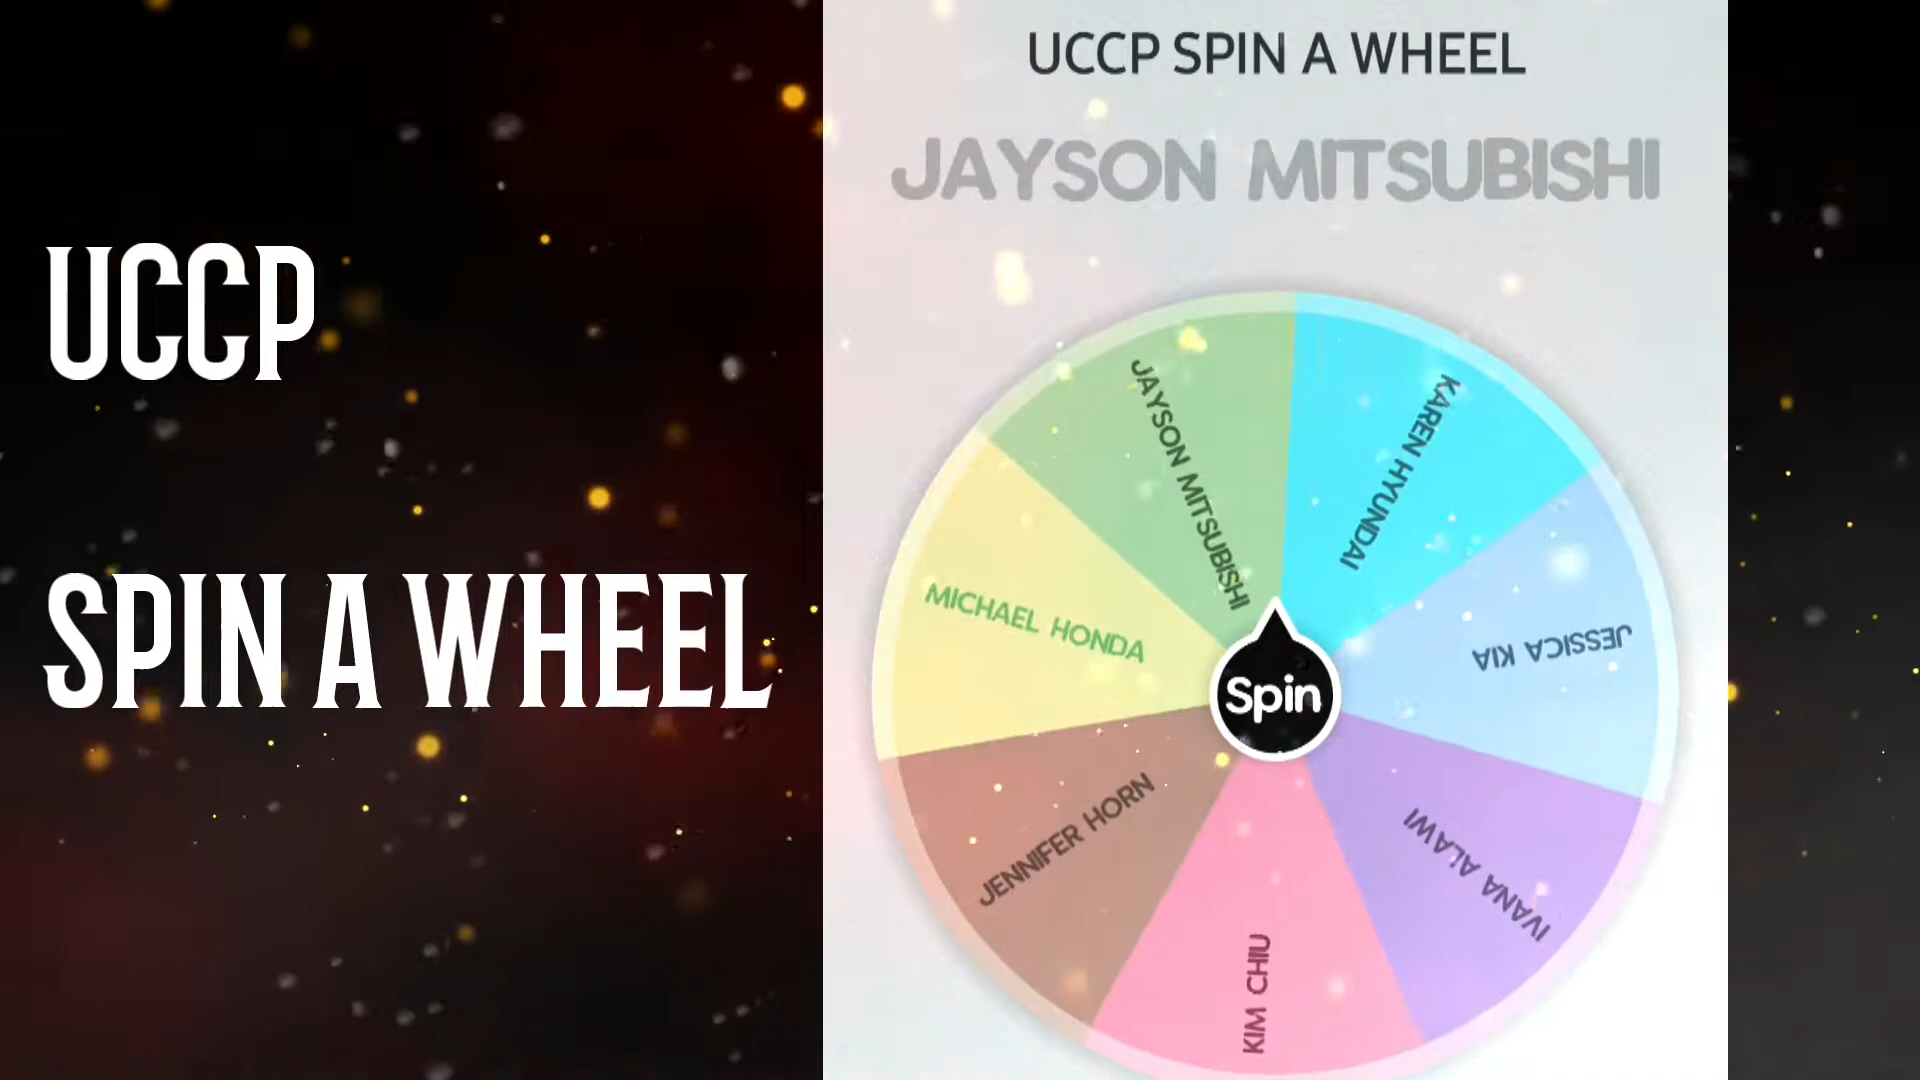 UCCP
SPIN A WHEEL
UCCP SPIN A WHEEL
JAYSON MITSUBISHI
JAYSON MITSUBISHI
KAREN HYUNDAI
MICHAEL HONDA
JESSICA KIA
Spin
JENNIFER HORN
IVANA ALAWI
KIM CHIU